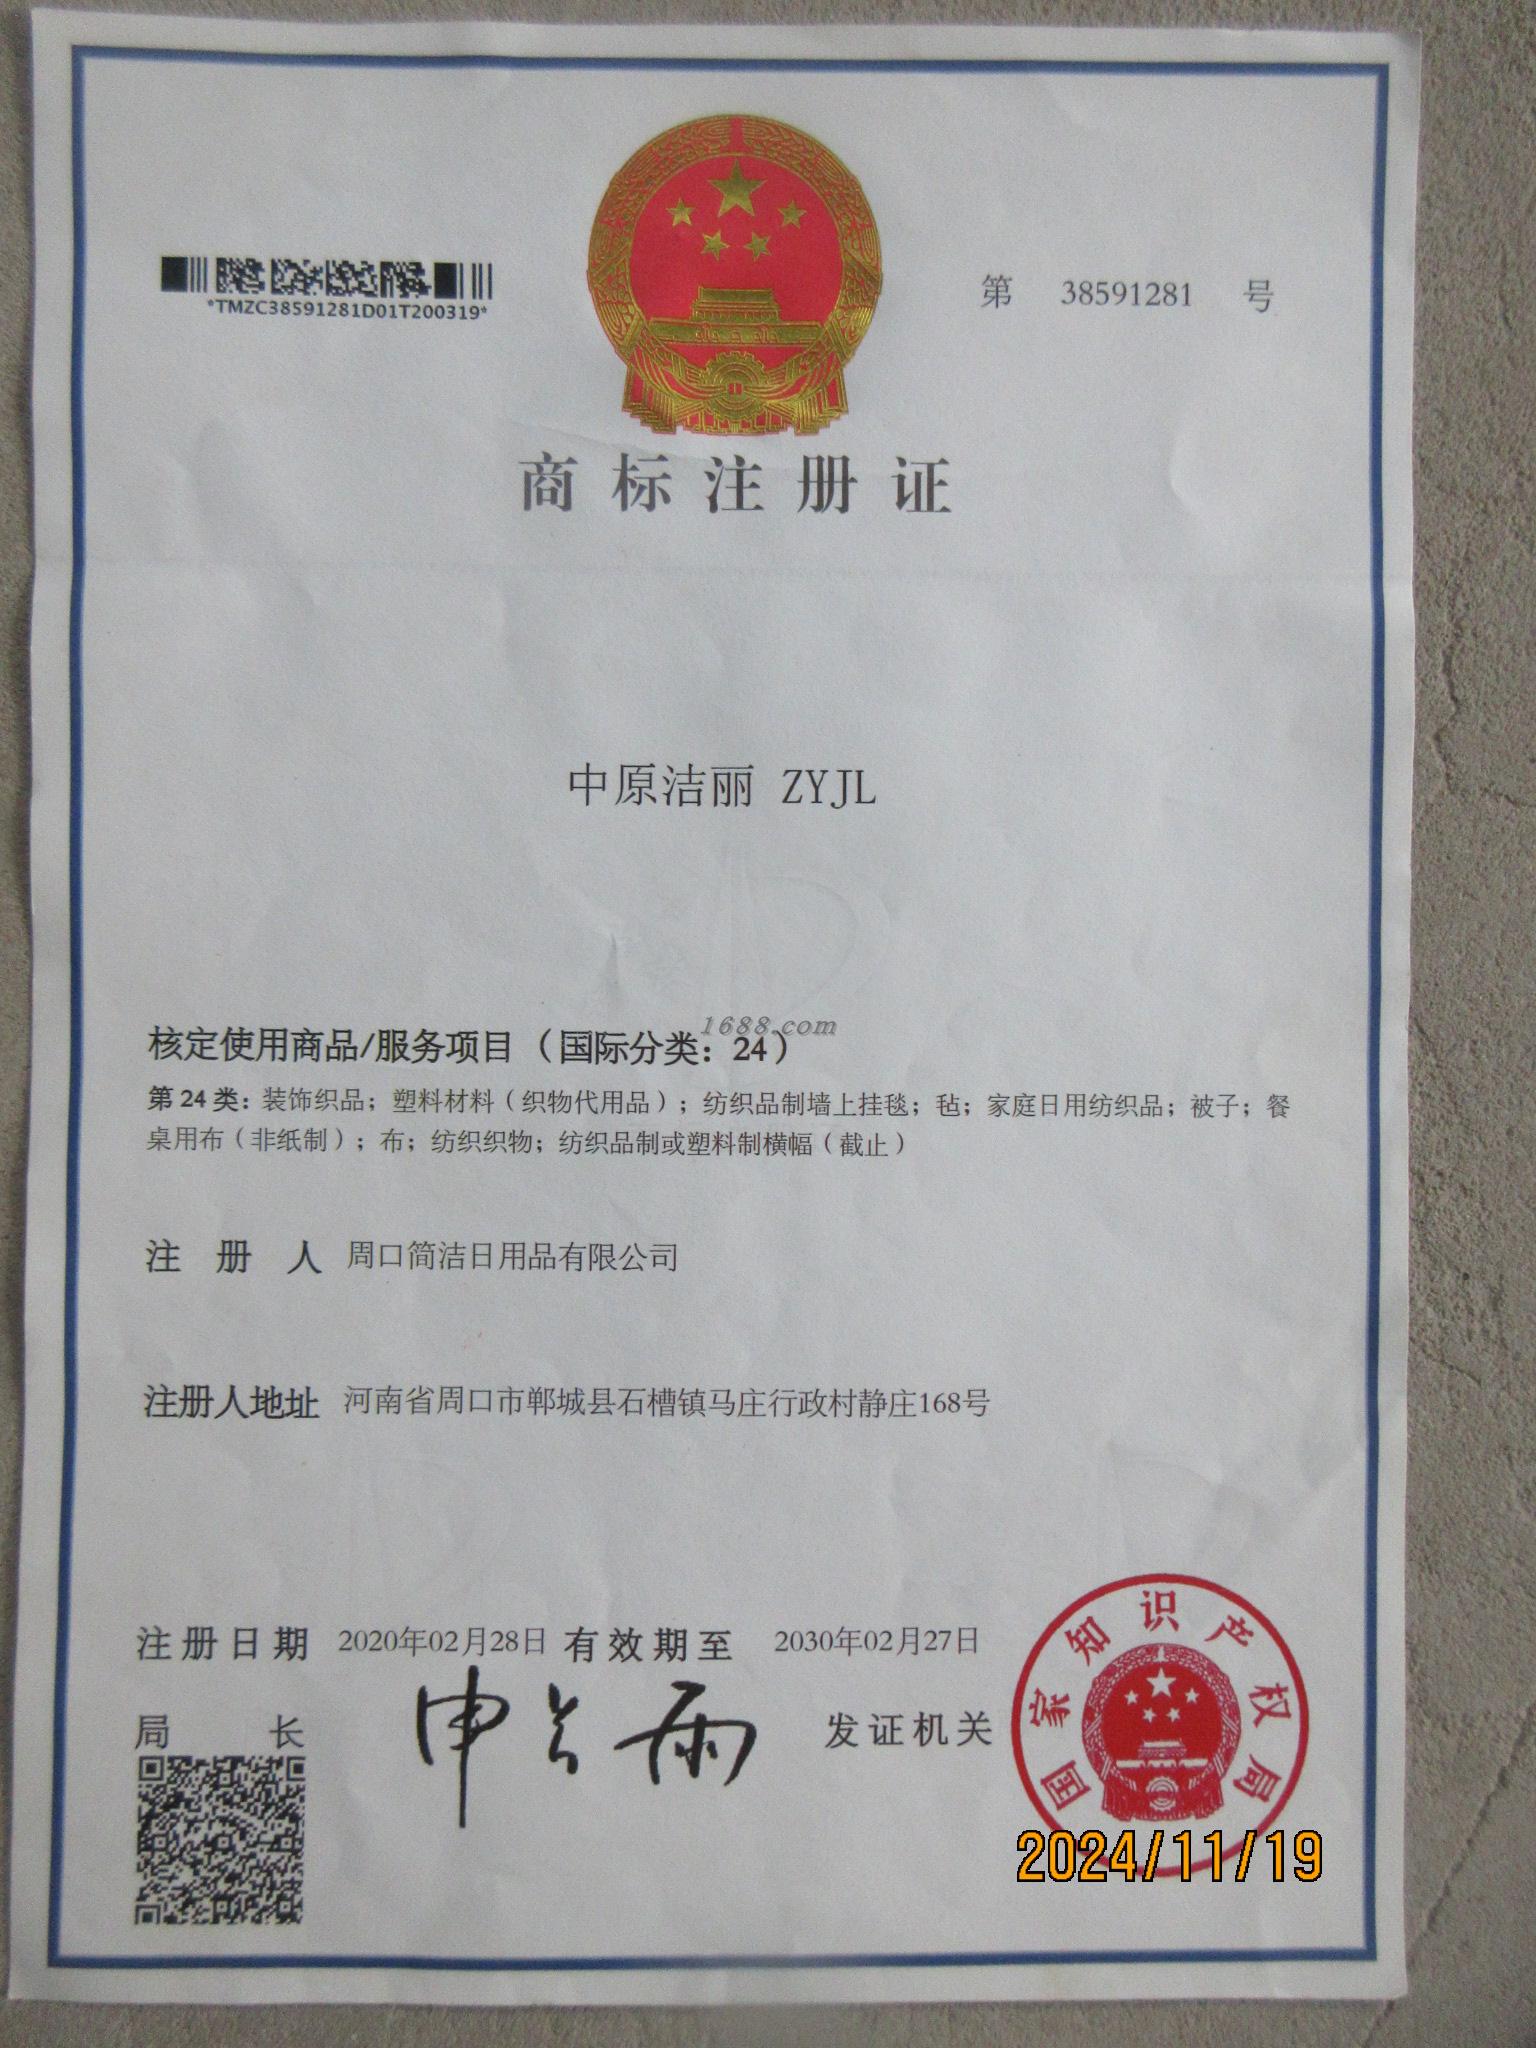 *TMZC38591281D01T200319*
第 38591281 号
商标注册证
中原洁丽 ZYJL
1688.com
核定使用商品/服务项目（国际分类：24）
第 24 类：装饰织品；塑料材料（织物代用品）；纺织品制墙上挂毯；毡；家庭日用纺织品；被子；餐
桌用布（非纸制）；布；纺织织物；纺织品制或塑料制横幅（截止）
注册人 周口简洁日用品有限公司
注册人地址 河南省周口市郸城县石槽镇马庄行政村静庄168号
注册日期 2020年02月28日 有效期至 2030年02月27日
局长 申长雨 发证机关
国家知识产权局
2024/11/19